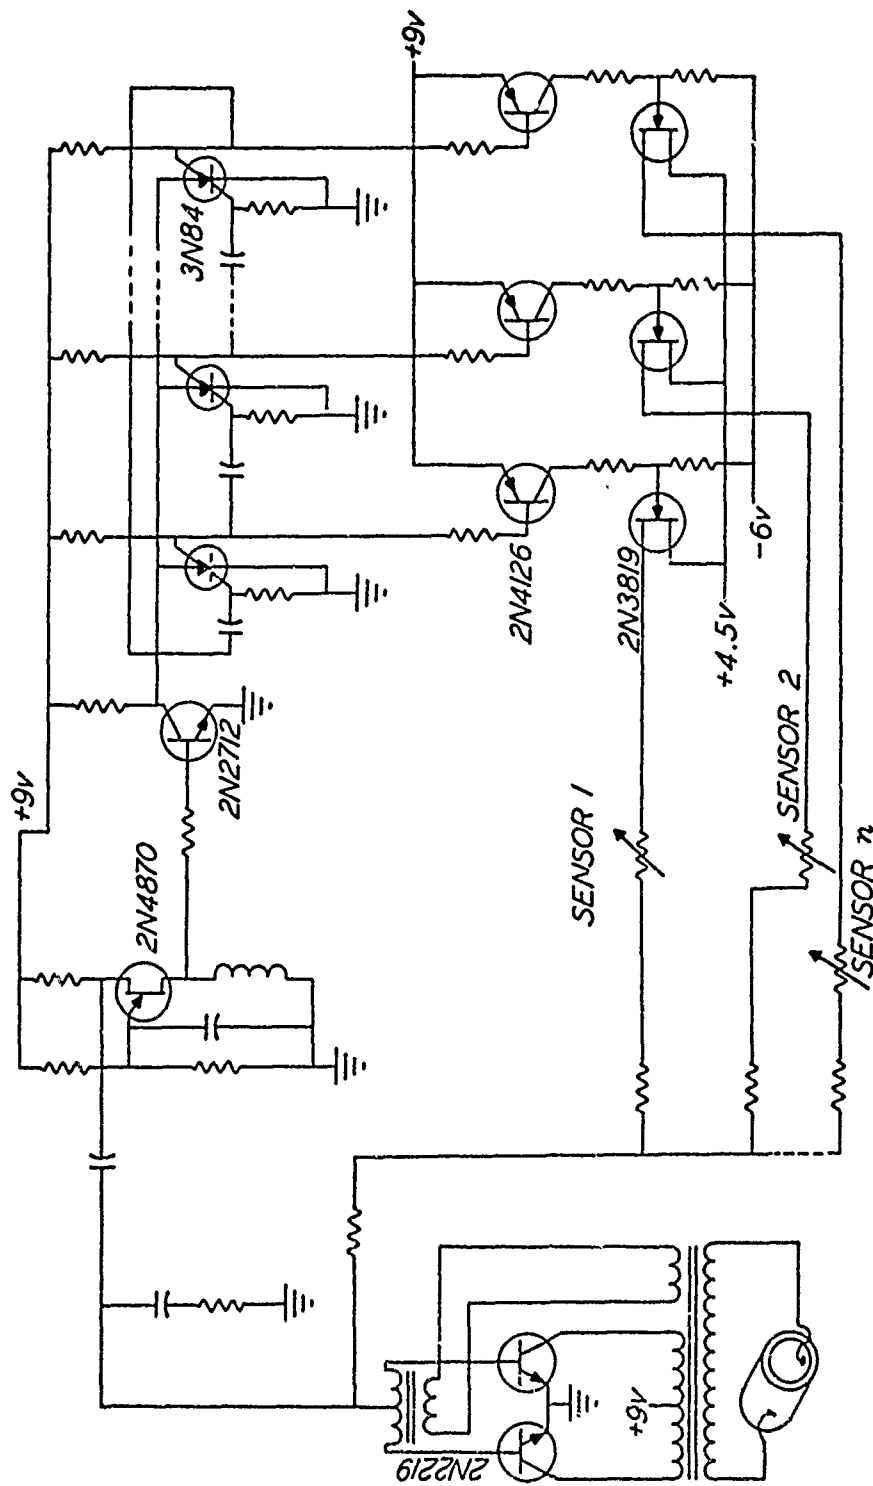 +9v
2N4870
2N2712
3N84
+9v
2N4126
2N3819
+4.5v
-6v
SENSOR 1
SENSOR 2
SENSOR n
2N2219
+9v